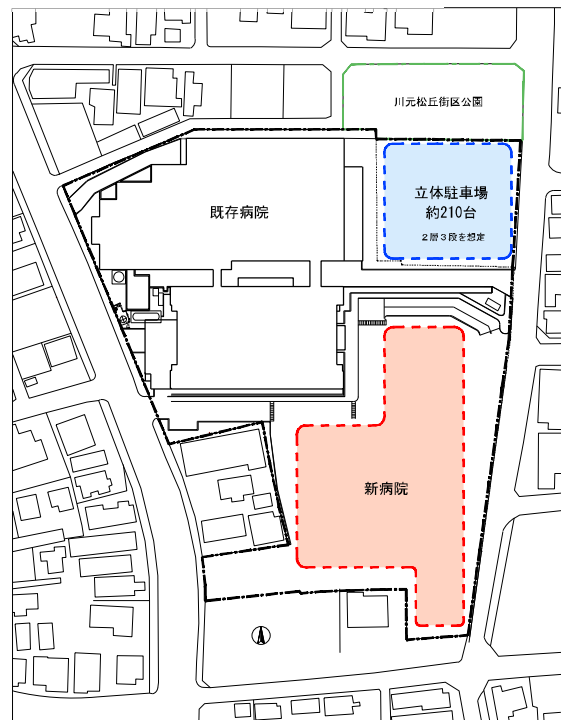 川元松丘街区公園
立体駐車場
約210台
2層3段を想定
既存病院
新病院